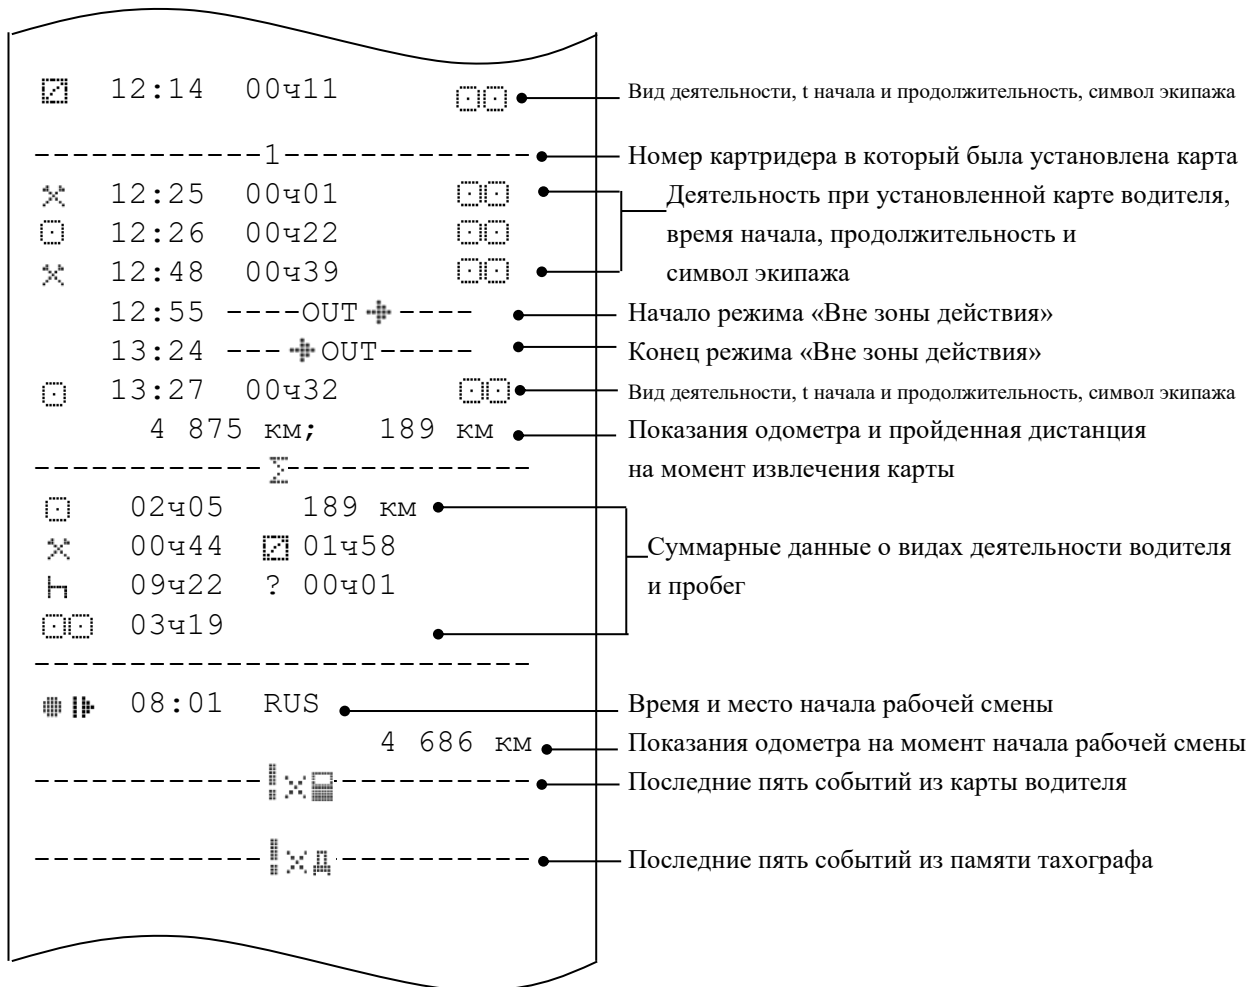 12:14 00ч11 Вид деятельности, t начала и продолжительность, символ экипажа
------------1------------- Номер картридера в который была установлена карта
12:25 00ч01 Деятельность при установленной карте водителя,
12:26 00ч22 время начала, продолжительность и
12:48 00ч39 символ экипажа
12:55 ----OUT ---- Начало режима «Вне зоны действия»
13:24 --- OUT----- Конец режима «Вне зоны действия»
13:27 00ч32 Вид деятельности, t начала и продолжительность, символ экипажа
4 875 км; 189 км Показания одометра и пройденная дистанция
------------Σ------------- на момент извлечения карты
02ч05 189 км
00ч44 01ч58 Суммарные данные о видах деятельности водителя
09ч22 ? 00ч01 и пробег
03ч19
--------------------------
08:01 RUS Время и место начала рабочей смены
4 686 км Показания одометра на момент начала рабочей смены
------------!x----------- Последние пять событий из карты водителя
------------!xД----------- Последние пять событий из памяти тахографа